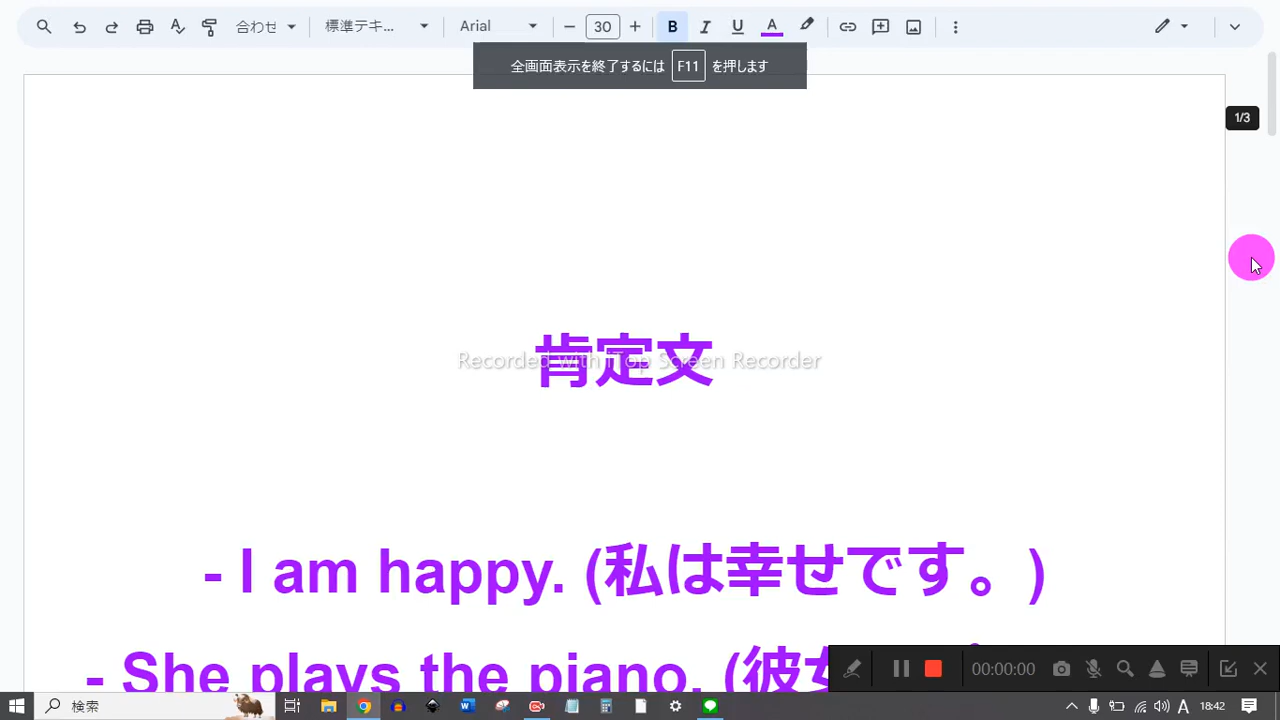 合わせ 標準テキ... Arial 30 B I U A
全画面表示を終了するには F11 を押します
1/3
肯定文
Recorded with iTop Screen Recorder
- I am happy. (私は幸せです。)
- She plays the piano. (彼女
00:00:00
検索
A 18:42